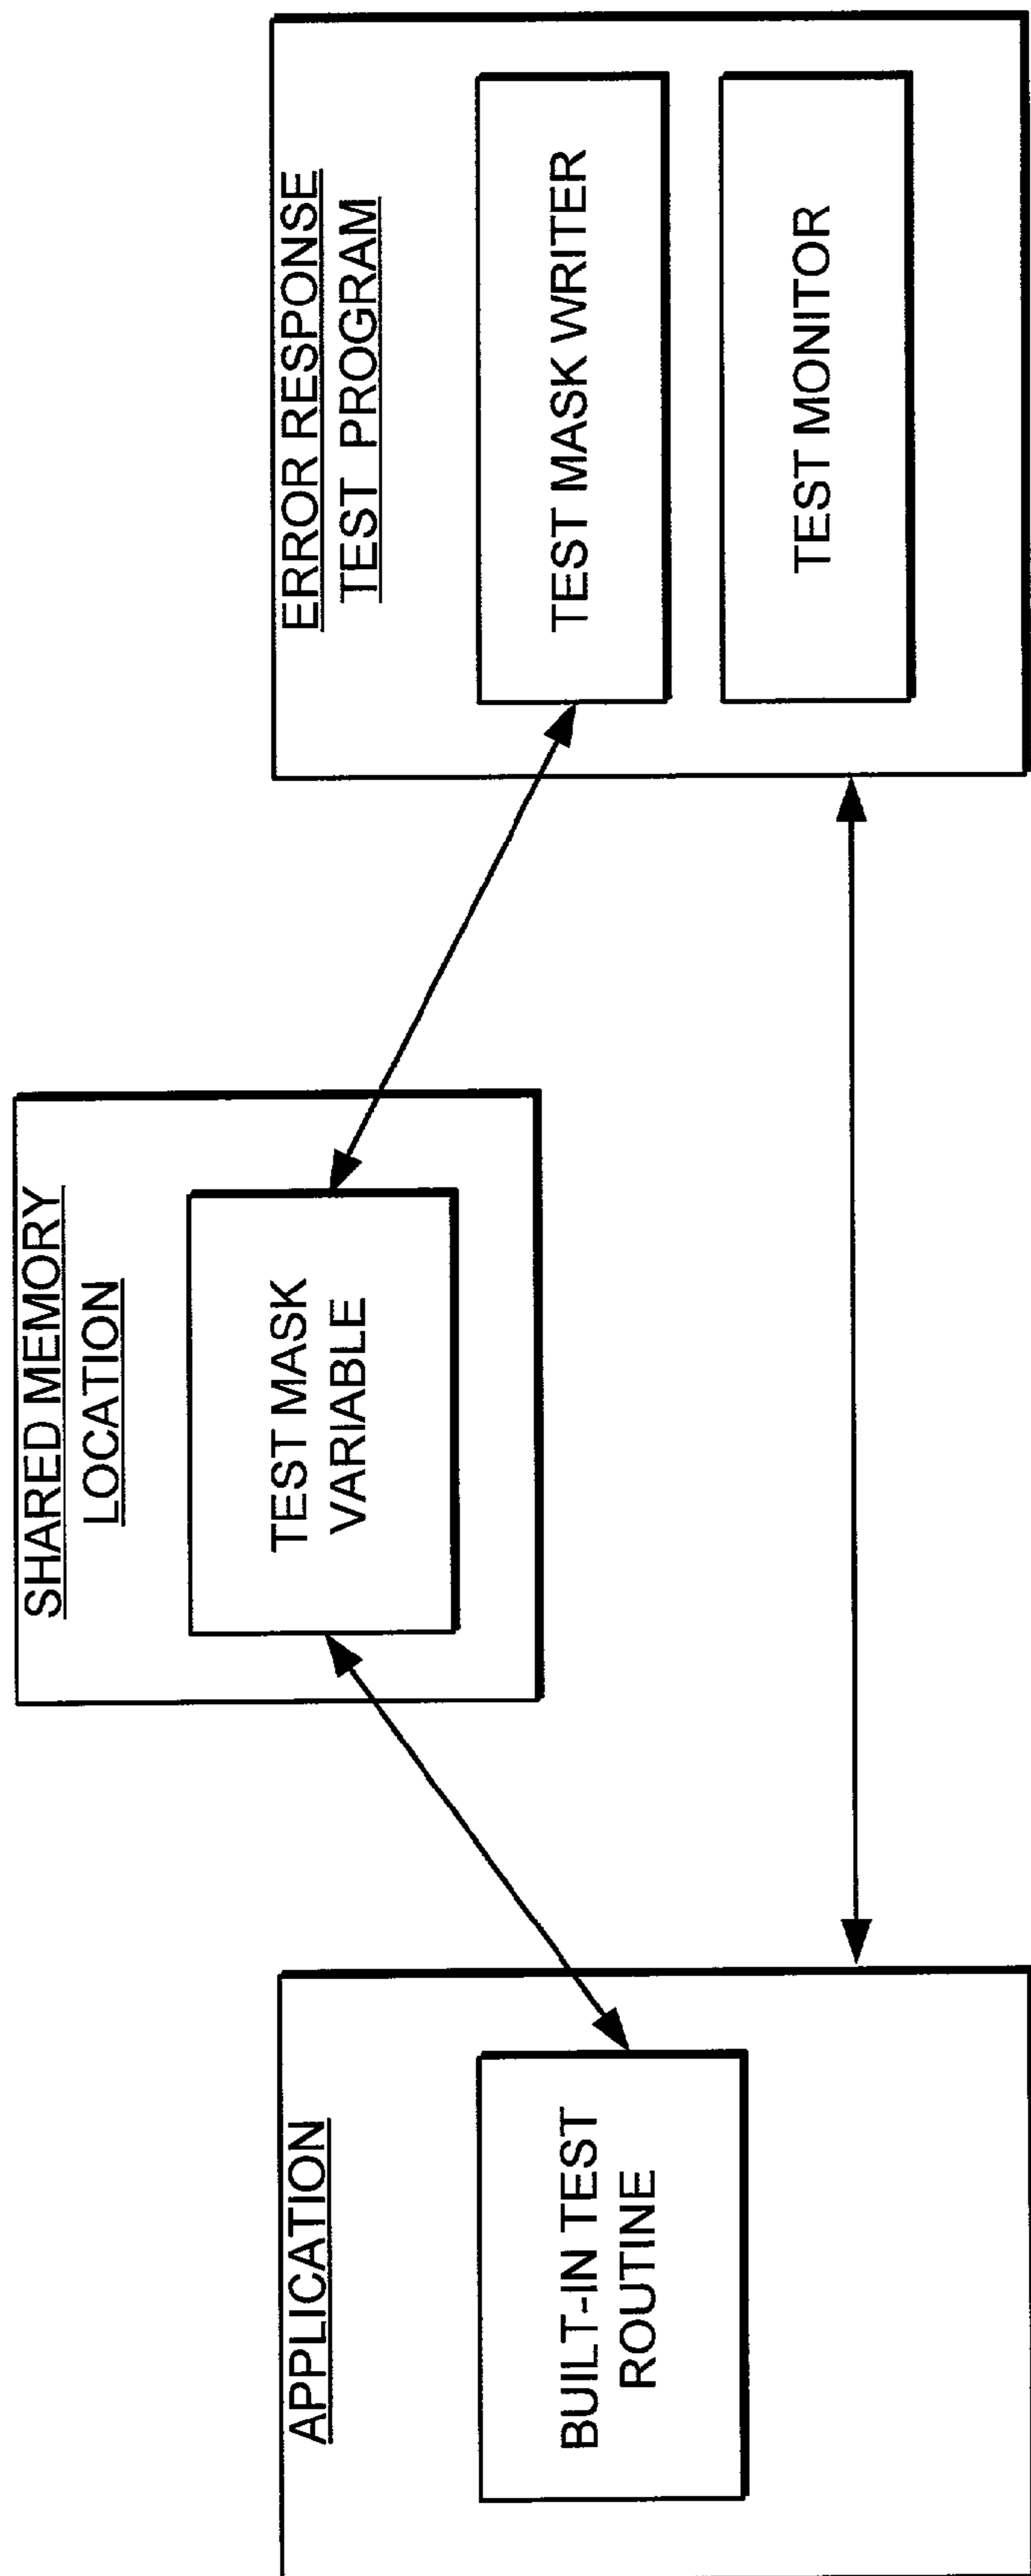 APPLICATION
BUILT-IN TEST
ROUTINE
SHARED MEMORY
LOCATION
TEST MASK
VARIABLE
ERROR RESPONSE
TEST PROGRAM
TEST MASK WRITER
TEST MONITOR